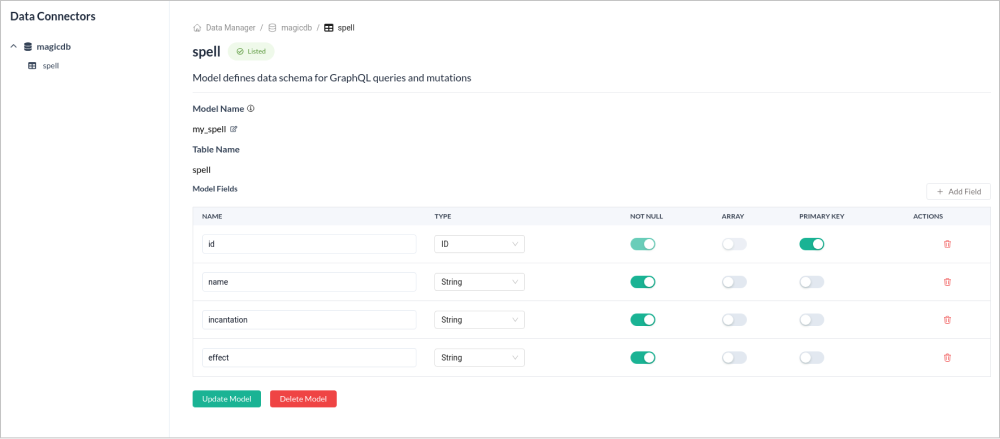 Data Connectors
magicdb
spell
Data Manager / magicdb / spell
spell Listed
Model defines data schema for GraphQL queries and mutations
Model Name
my_spell
Table Name
spell
Model Fields
+ Add Field
NAME TYPE NOT NULL ARRAY PRIMARY KEY ACTIONS
id ID
name String
incantation String
effect String
Update Model Delete Model